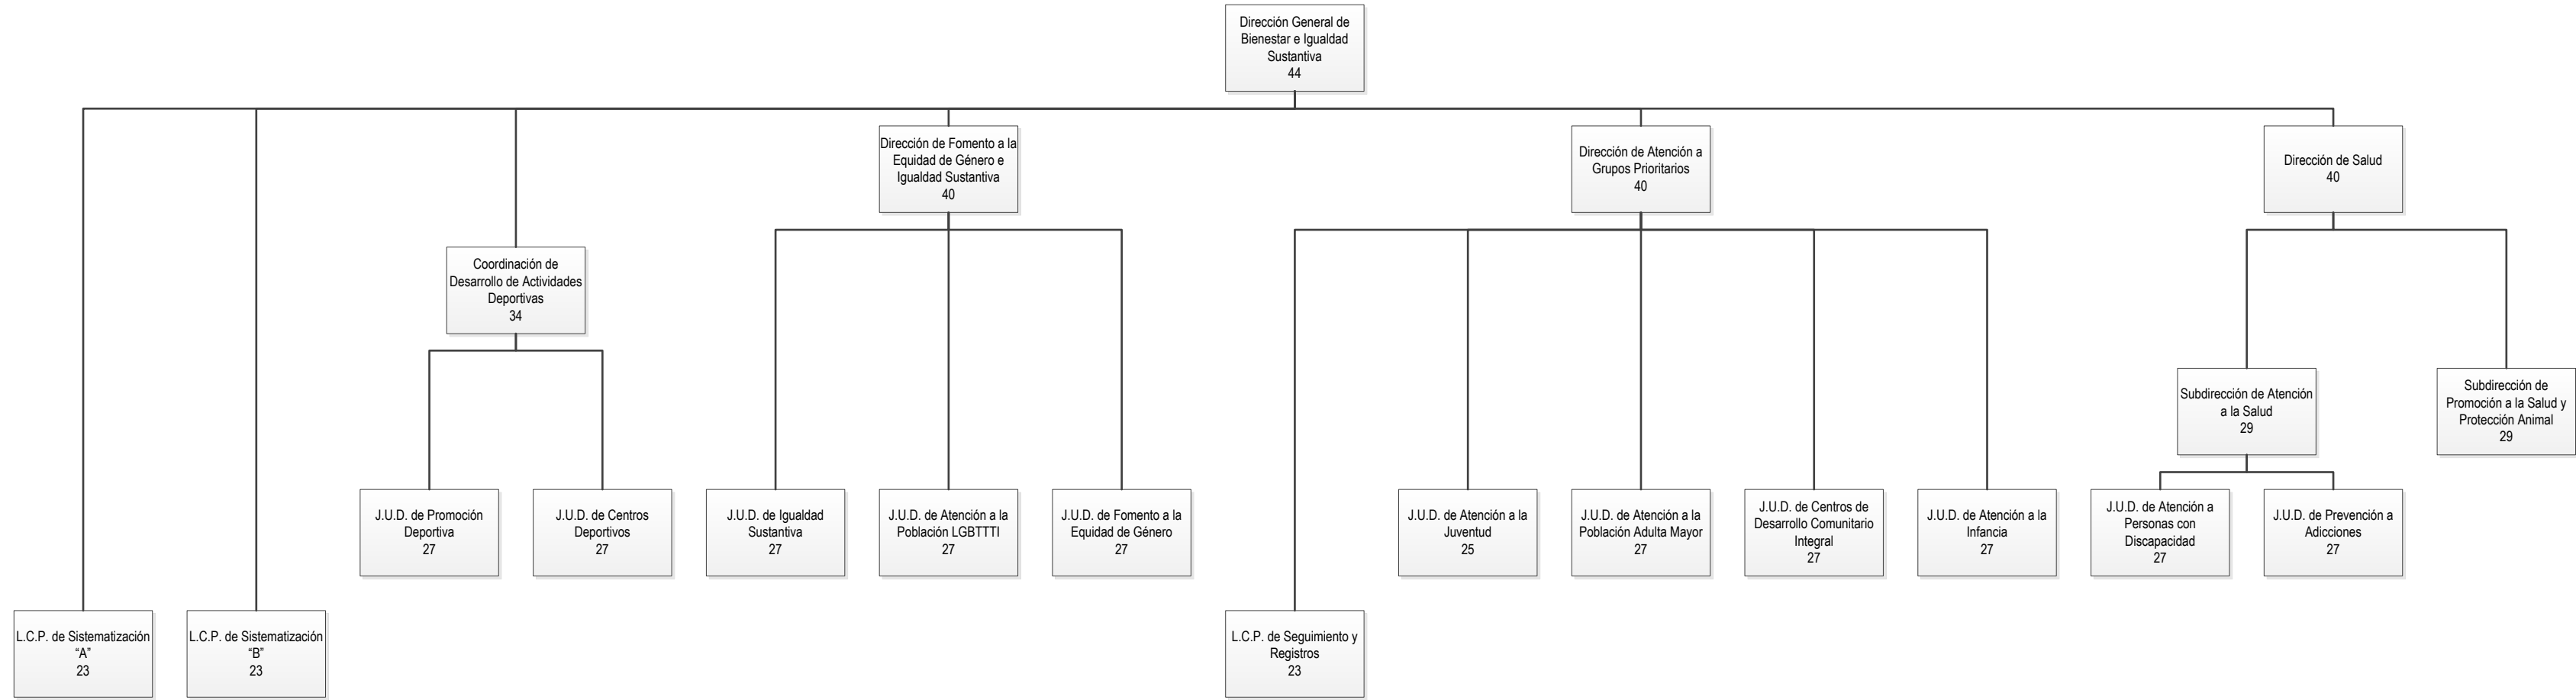 Dirección General de
Bienestar e Igualdad
Sustantiva
44
Dirección de Fomento a la
Equidad de Género e
Igualdad Sustantiva
40
Dirección de Atención a
Grupos Prioritarios
40
Dirección de Salud
40
Coordinación de
Desarrollo de Actividades
Deportivas
34
Subdirección de Atención
a la Salud
29
Subdirección de
Promoción a la Salud y
Protección Animal
29
J.U.D. de Promoción
Deportiva
27
J.U.D. de Centros
Deportivos
27
J.U.D. de Igualdad
Sustantiva
27
J.U.D. de Atención a la
Población LGBTTTI
27
J.U.D. de Fomento a la
Equidad de Género
27
J.U.D. de Atención a la
Juventud
25
J.U.D. de Atención a la
Población Adulta Mayor
27
J.U.D. de Centros de
Desarrollo Comunitario
Integral
27
J.U.D. de Atención a la
Infancia
27
J.U.D. de Atención a
Personas con
Discapacidad
27
J.U.D. de Prevención a
Adicciones
27
L.C.P. de Sistematización
“A”
23
L.C.P. de Sistematización
“B”
23
L.C.P. de Seguimiento y
Registros
23